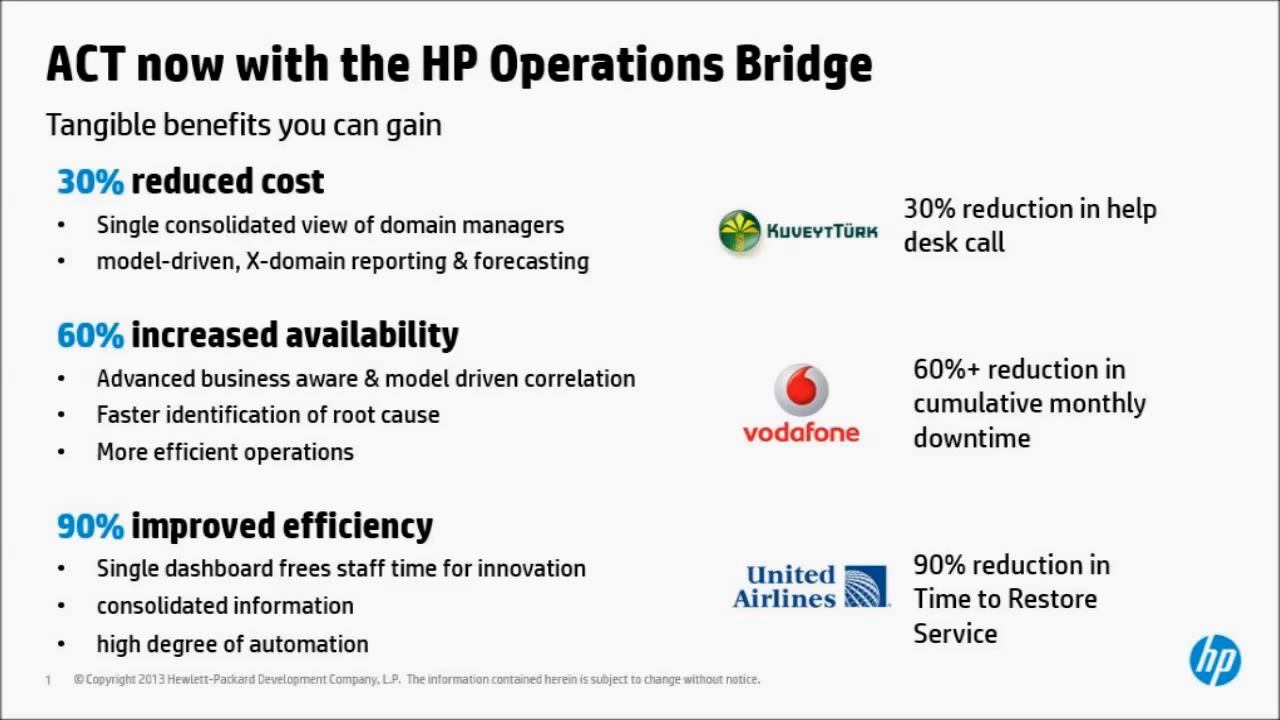 ACT now with the HP Operations Bridge
Tangible benefits you can gain
30% reduced cost
• Single consolidated view of domain managers
• model-driven, X-domain reporting & forecasting
KUVEYTTÜRK
30% reduction in help
desk call
60% increased availability
• Advanced business aware & model driven correlation
• Faster identification of root cause
• More efficient operations
vodafone
60%+ reduction in
cumulative monthly
downtime
90% improved efficiency
• Single dashboard frees staff time for innovation
• consolidated information
• high degree of automation
United
Airlines
90% reduction in
Time to Restore
Service
hp
1 © Copyright 2013 Hewlett-Packard Development Company, L.P. The information contained herein is subject to change without notice.